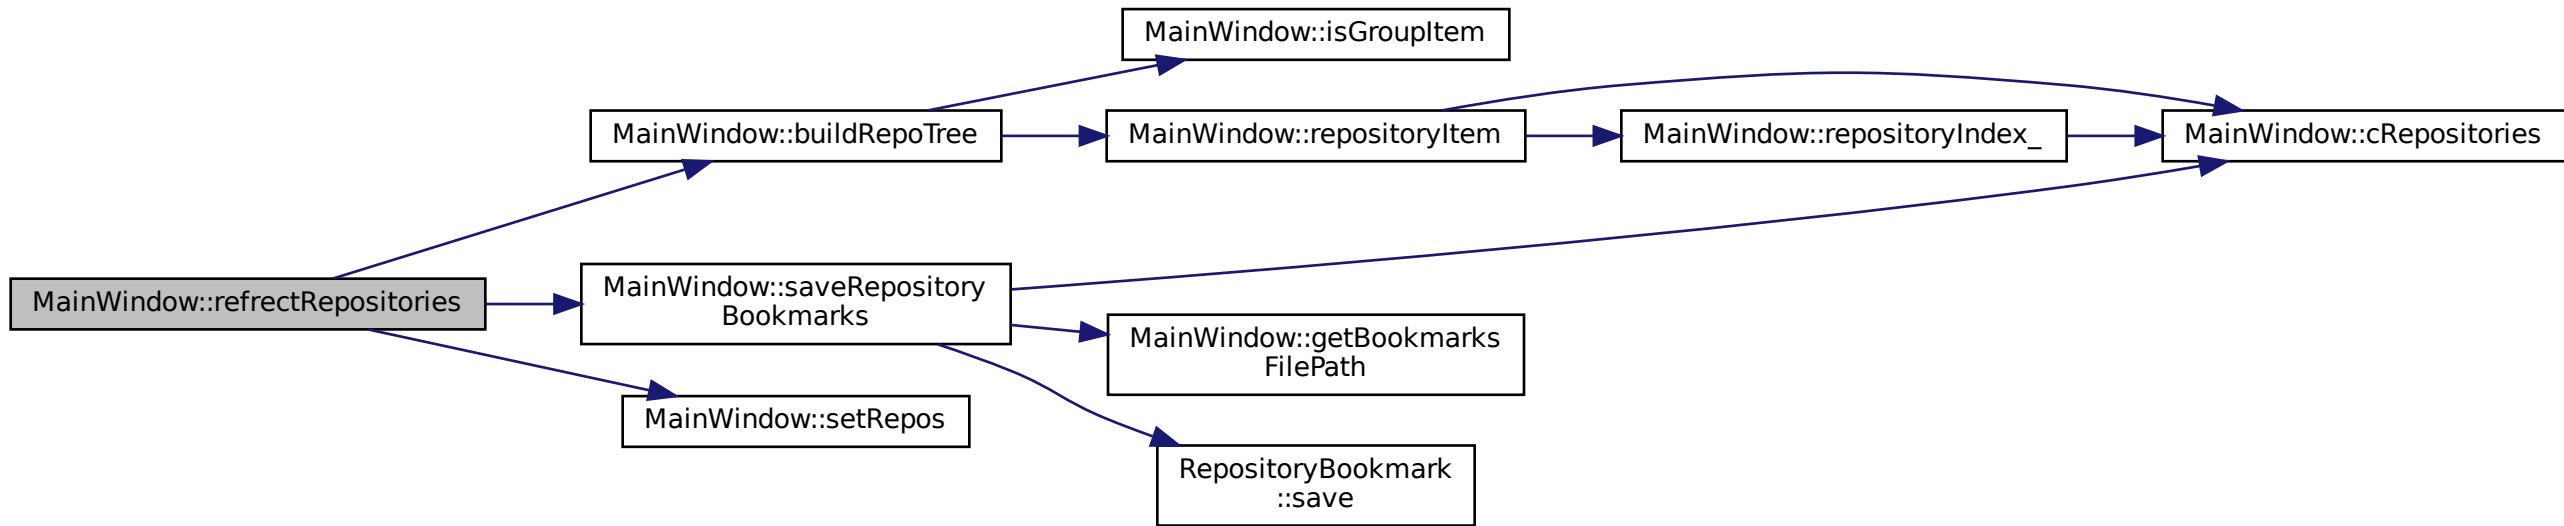 MainWindow::isGroupItem
MainWindow::buildRepoTree
MainWindow::repositoryItem
MainWindow::repositoryIndex_
MainWindow::cRepositories
MainWindow::refrectRepositories
MainWindow::saveRepository
Bookmarks
MainWindow::getBookmarks
FilePath
MainWindow::setRepos
RepositoryBookmark
::save